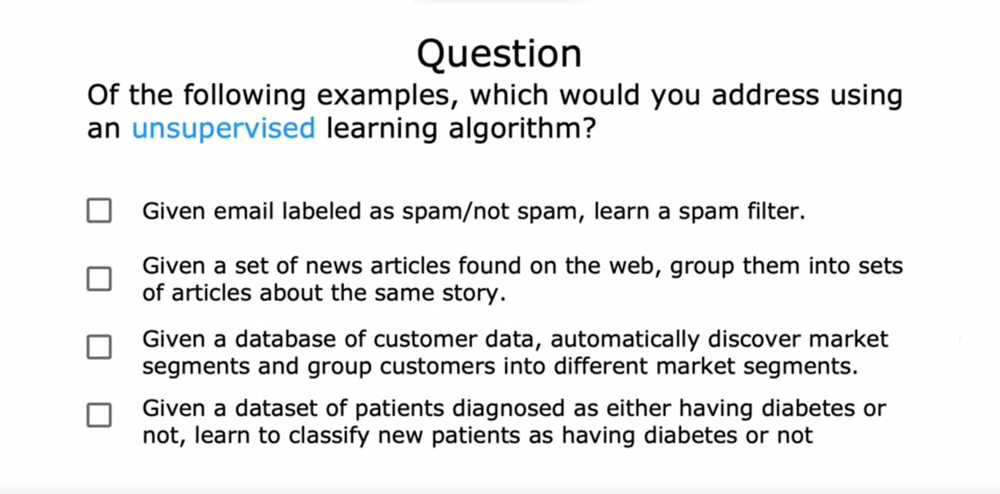 Question
Of the following examples, which would you address using
an unsupervised learning algorithm?
Given email labeled as spam/not spam, learn a spam filter.
Given a set of news articles found on the web, group them into sets
of articles about the same story.
Given a database of customer data, automatically discover market
segments and group customers into different market segments.
Given a dataset of patients diagnosed as either having diabetes or
not, learn to classify new patients as having diabetes or not